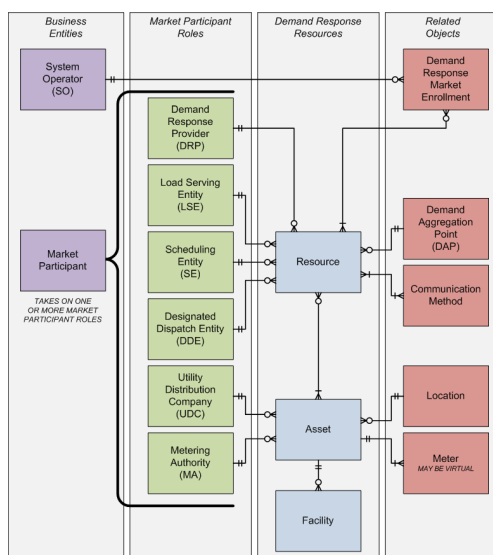 Business
Entities
Market Participant
Roles
Demand Response
Resources
Related
Objects
System
Operator
(SO)
Demand
Response
Market
Enrollment
Demand
Response
Provider
(DRP)
Load Serving
Entity
(LSE)
Demand
Aggregation
Point
(DAP)
Market
Participant
TAKES ON ONE
OR MORE MARKET
PARTICIPANT ROLES
Scheduling
Entity
(SE)
Resource
Communication
Method
Designated
Dispatch Entity
(DDE)
Utility
Distribution
Company
(UDC)
Location
Asset
Metering
Authority
(MA)
Meter
MAY BE VIRTUAL
Facility